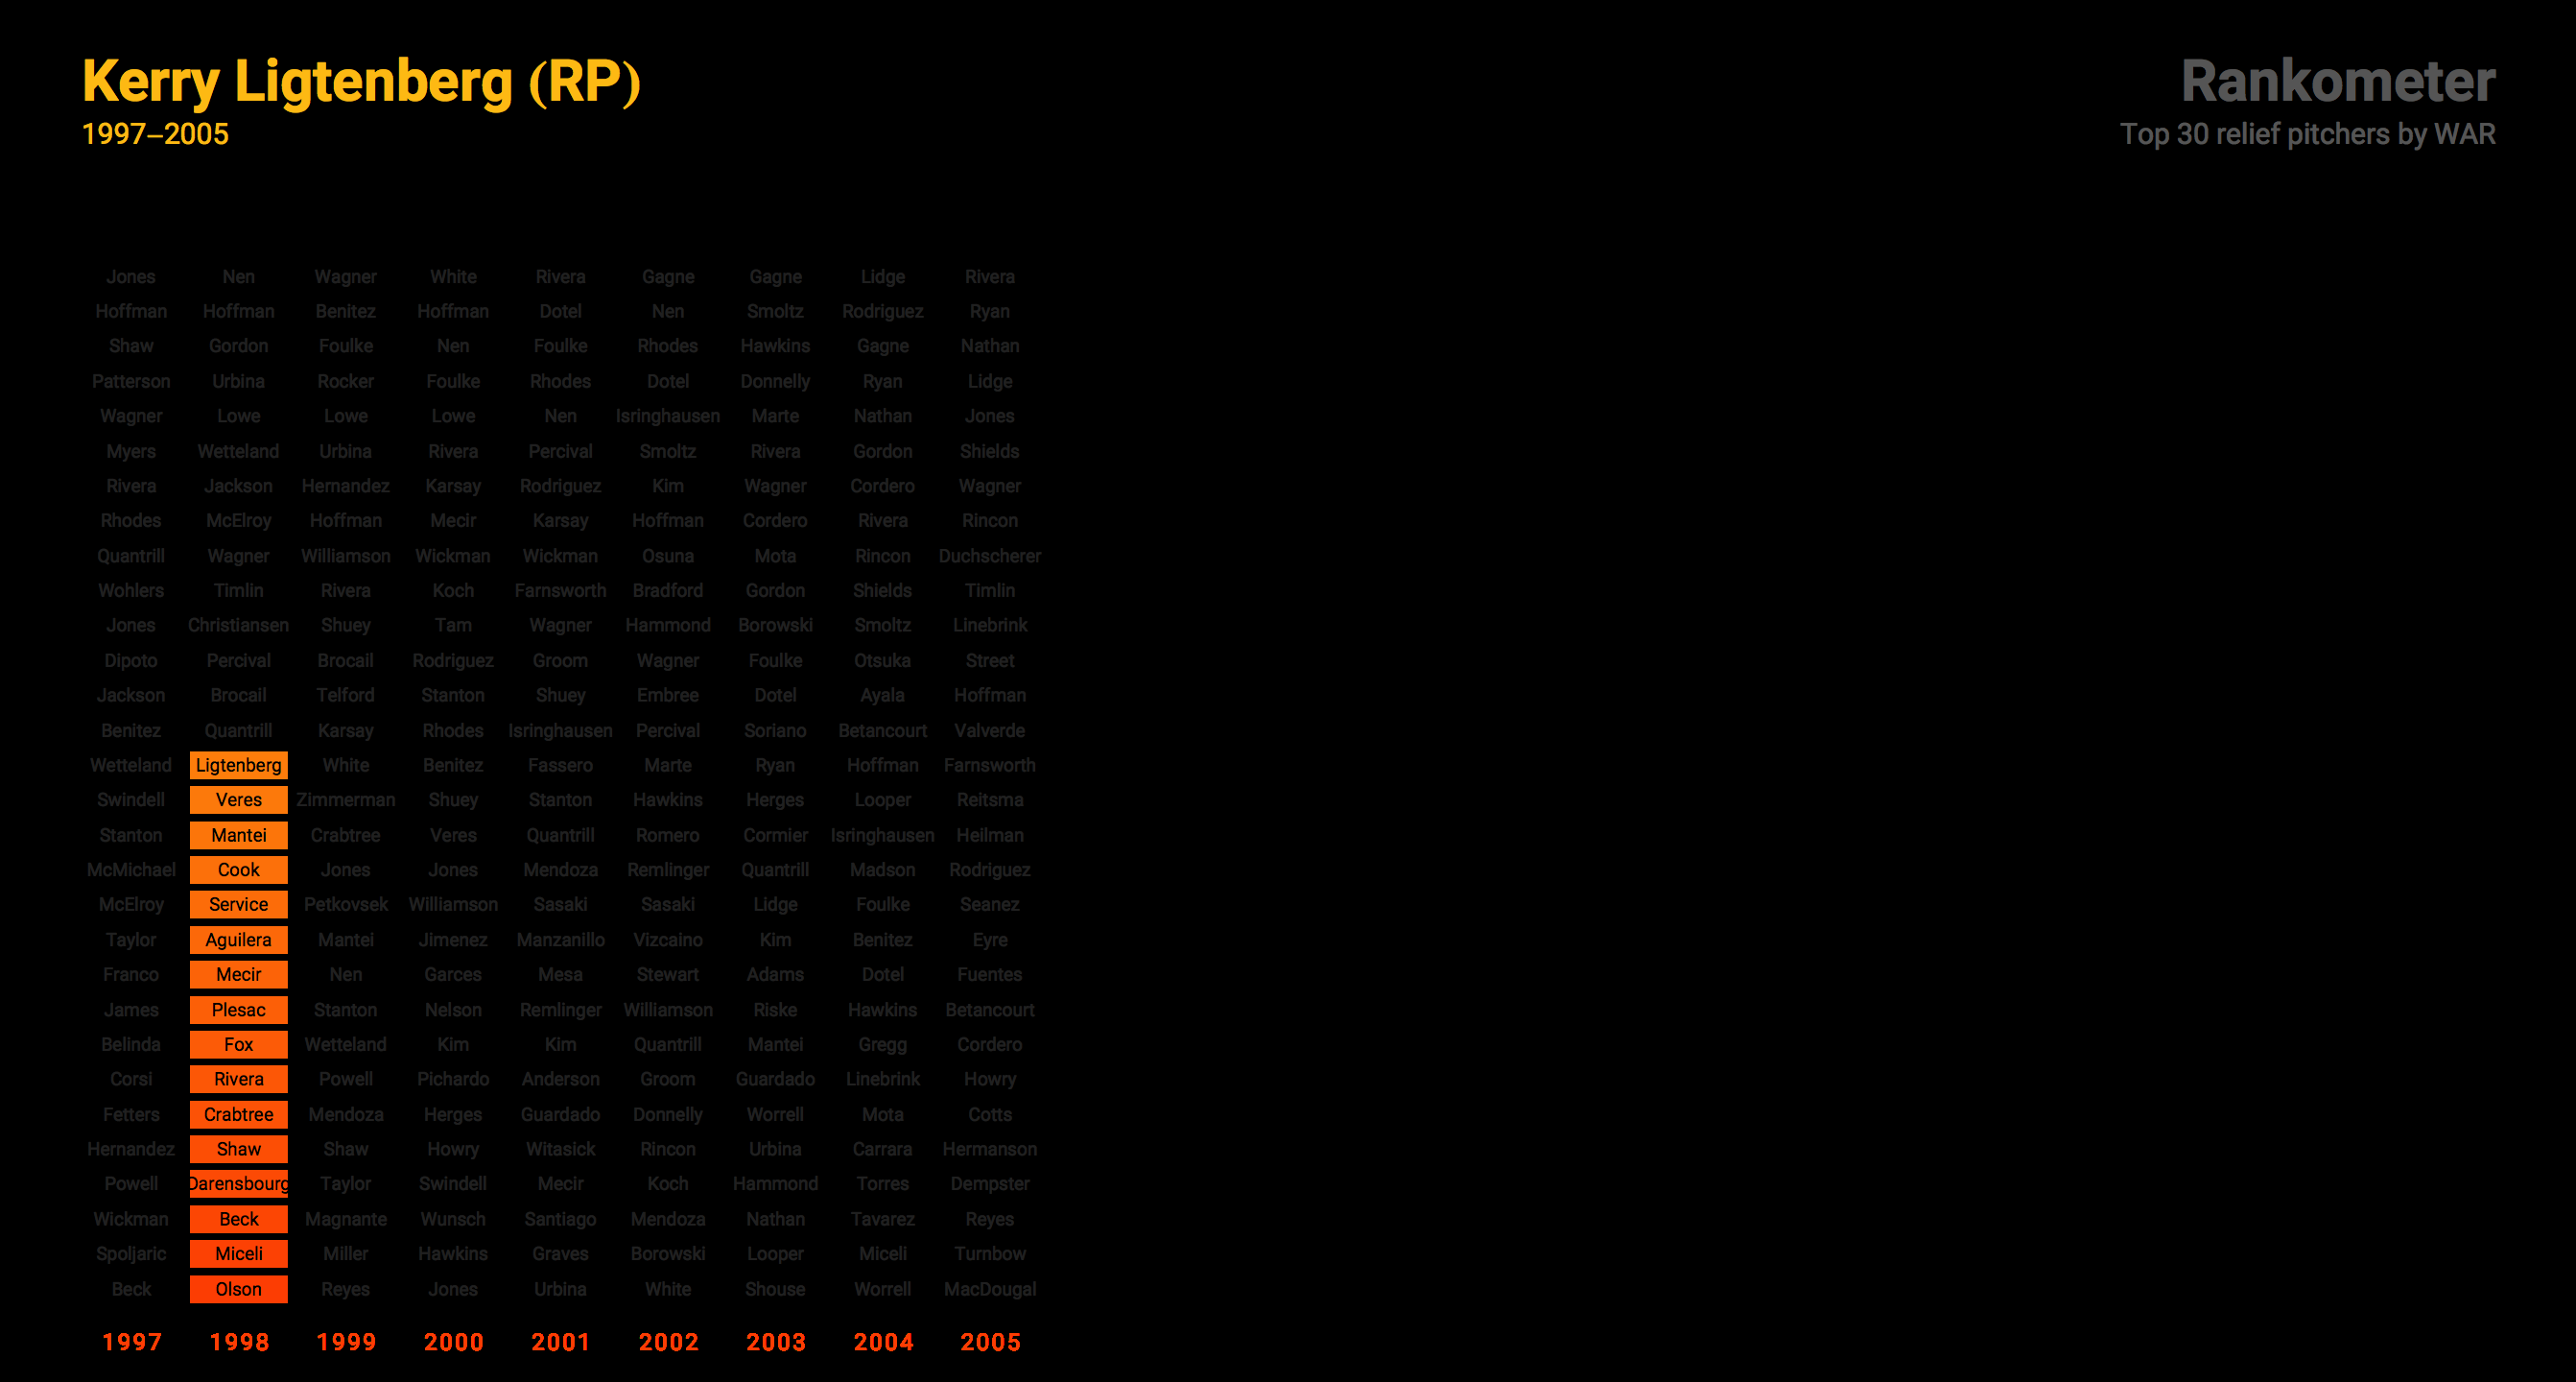 Kerry Ligtenberg (RP)
1997–2005
Rankometer
Top 30 relief pitchers by WAR
Jones Nen Wagner White Rivera Gagne Gagne Lidge Rivera
Hoffman Hoffman Benitez Hoffman Dotel Nen Smoltz Rodriguez Ryan
Shaw Gordon Foulke Nen Foulke Rhodes Hawkins Gagne Nathan
Patterson Urbina Rocker Foulke Rhodes Dotel Donnelly Ryan Lidge
Wagner Lowe Lowe Lowe Nen Isringhausen Marte Nathan Jones
Myers Wetteland Urbina Rivera Percival Smoltz Rivera Gordon Shields
Rivera Jackson Hernandez Karsay Rodriguez Kim Wagner Cordero Wagner
Rhodes McElroy Hoffman Mecir Karsay Hoffman Cordero Rivera Rincon
Quantrill Wagner Williamson Wickman Wickman Osuna Mota Rincon Duchscherer
Wohlers Timlin Rivera Koch Farnsworth Bradford Gordon Shields Timlin
Jones Christiansen Shuey Tam Wagner Hammond Borowski Smoltz Linebrink
Dipoto Percival Brocail Rodriguez Groom Wagner Foulke Otsuka Street
Jackson Brocail Telford Stanton Shuey Embree Dotel Ayala Hoffman
Benitez Quantrill Karsay Rhodes Isringhausen Percival Soriano Betancourt Valverde
Wetteland Ligtenberg White Benitez Fassero Marte Ryan Hoffman Farnsworth
Swindell Veres Zimmerman Shuey Stanton Hawkins Herges Looper Reitsma
Stanton Mantei Crabtree Veres Quantrill Romero Cormier Isringhausen Heilman
McMichael Cook Jones Jones Mendoza Remlinger Quantrill Madson Rodriguez
McElroy Service Petkovsek Williamson Sasaki Sasaki Lidge Foulke Seanez
Taylor Aguilera Mantei Jimenez Manzanillo Vizcaino Kim Benitez Eyre
Franco Mecir Nen Garces Mesa Stewart Adams Dotel Fuentes
James Plesac Stanton Nelson Remlinger Williamson Riske Hawkins Betancourt
Belinda Fox Wetteland Kim Kim Quantrill Mantei Gregg Cordero
Corsi Rivera Powell Pichardo Anderson Groom Guardado Linebrink Howry
Fetters Crabtree Mendoza Herges Guardado Donnelly Worrell Mota Cotts
Hernandez Shaw Shaw Howry Witasick Rincon Urbina Carrara Hermanson
Powell Darensbourg Taylor Swindell Mecir Koch Hammond Torres Dempster
Wickman Beck Magnante Wunsch Santiago Mendoza Nathan Tavarez Reyes
Spoljaric Miceli Miller Hawkins Graves Borowski Looper Miceli Turnbow
Beck Olson Reyes Jones Urbina White Shouse Worrell MacDougal
1997 1998 1999 2000 2001 2002 2003 2004 2005